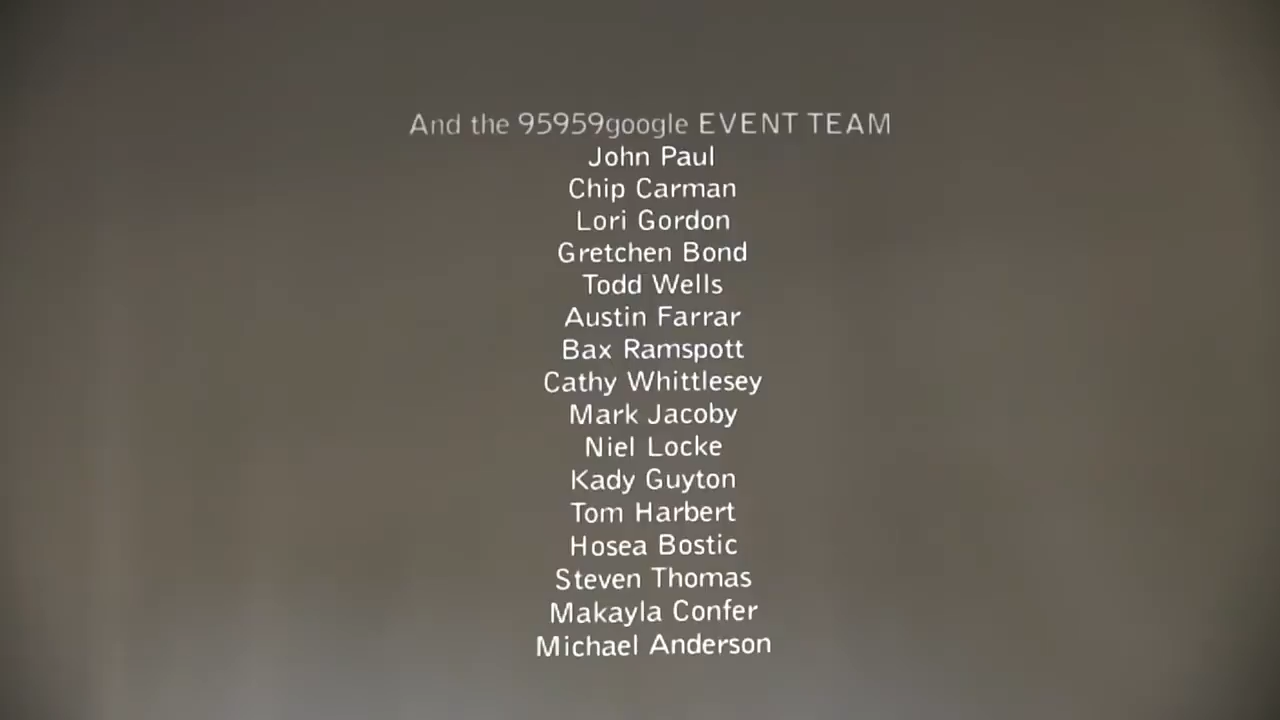 And the 95959google EVENT TEAM
John Paul
Chip Carman
Lori Gordon
Gretchen Bond
Todd Wells
Austin Farrar
Bax Ramspott
Cathy Whittlesey
Mark Jacoby
Niel Locke
Kady Guyton
Tom Harbert
Hosea Bostic
Steven Thomas
Makayla Confer
Michael Anderson